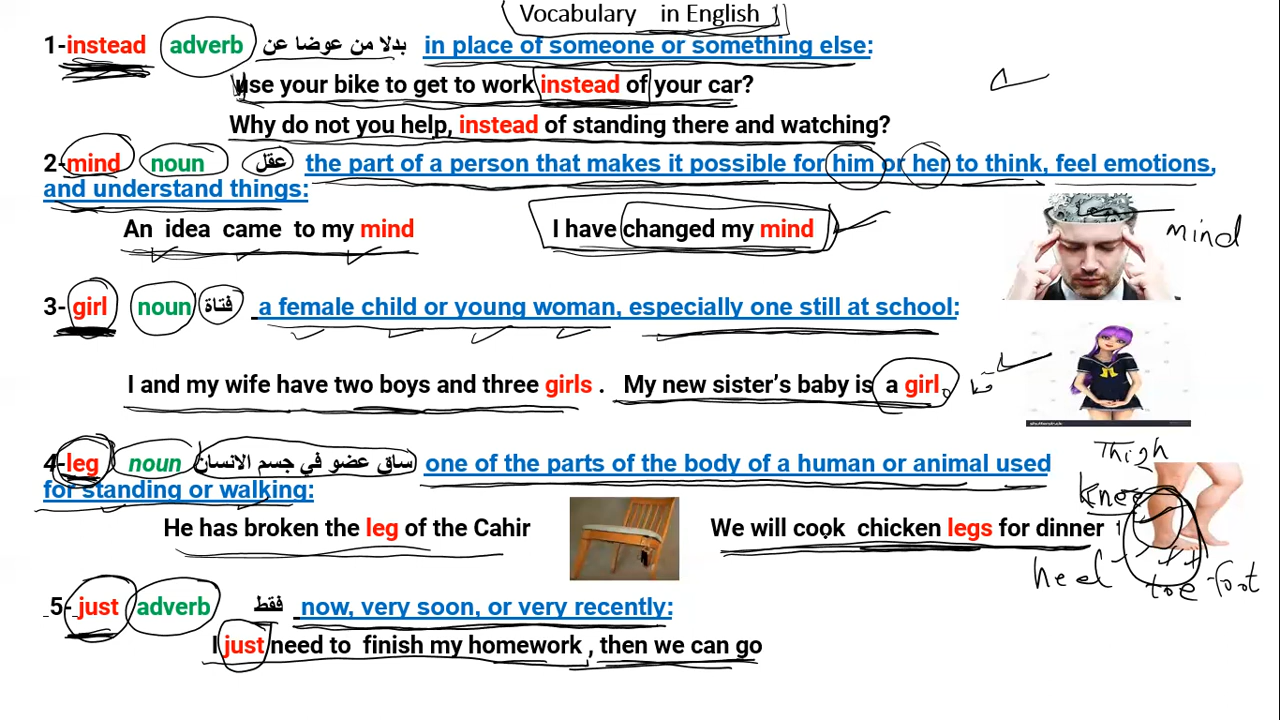 Vocabulary in English
1-instead adverb بدلا من عوضا عن in place of someone or something else:
use your bike to get to work instead of your car?
Why do not you help, instead of standing there and watching?
2-mind noun عقل the part of a person that makes it possible for him or her to think, feel emotions,
and understand things:
An idea came to my mind I have changed my mind
mind
3-girl noun فتاة a female child or young woman, especially one still at school:
I and my wife have two boys and three girls . My new sister's baby is a girl.
shutterstock
4-leg noun ساق عضو في جسم الانسان one of the parts of the body of a human or animal used
for standing or walking:
Thigh
knee
He has broken the leg of the Cahir We will cook chicken legs for dinner
heel toe foot
5-just adverb فقط now, very soon, or very recently:
I just need to finish my homework , then we can go